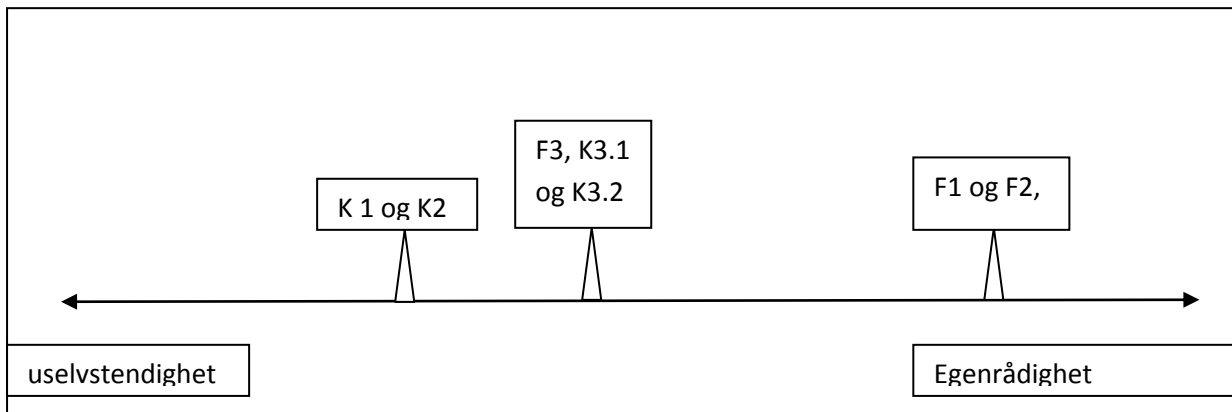 K 1 og K2
F3, K3.1
og K3.2
F1 og F2,
uselvstendighet
Egenrådighet